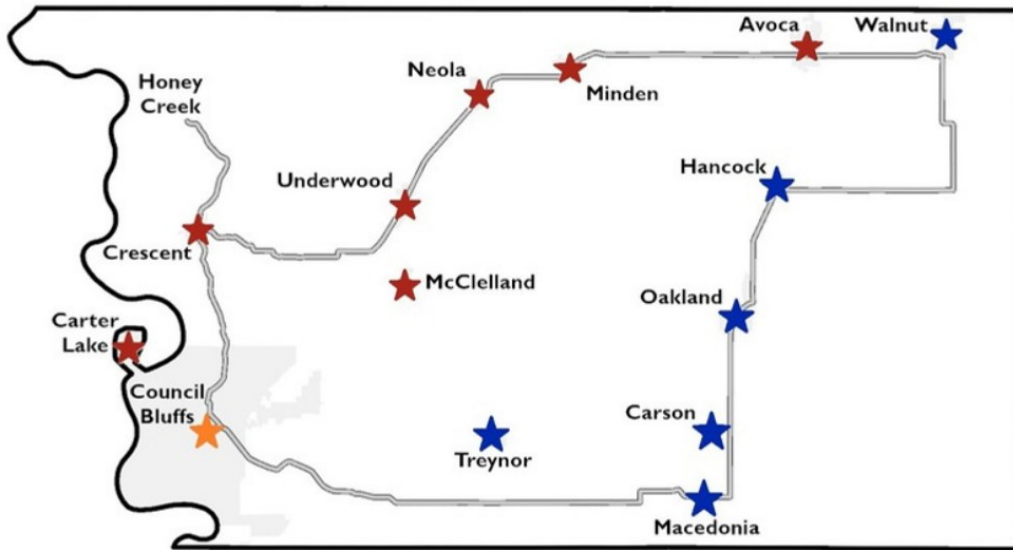 Avoca
Walnut
Neola
Minden
Honey
Creek
Hancock
Underwood
Crescent
McClelland
Oakland
Carter
Lake
Council
Bluffs
Carson
Treynor
Macedonia